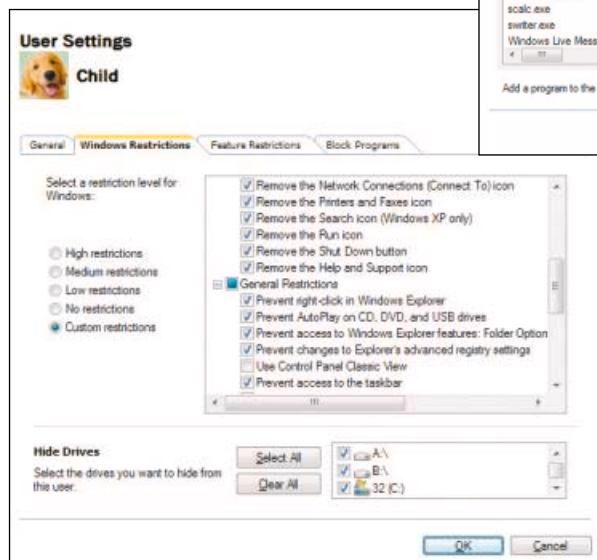 scalc.exe
swriter.exe
Windows Live Mess
Add a program to the
User Settings
Child
General
Windows Restrictions
Feature Restrictions
Block Programs
Select a restriction level for
Windows:
High restrictions
Medium restrictions
Low restrictions
No restrictions
Custom restrictions
Remove the Network Connections (Connect To) icon
Remove the Printers and Faxes icon
Remove the Search icon (Windows XP only)
Remove the Run icon
Remove the Shut Down button
Remove the Help and Support icon
General Restrictions
Prevent right-click in Windows Explorer
Prevent AutoPlay on CD, DVD, and USB drives
Prevent access to Windows Explorer features: Folder Option
Prevent changes to Explorer's advanced registry settings
Use Control Panel Classic View
Prevent access to the taskbar
Hide Drives
Select the drives you want to hide from
this user.
Select All
Clear All
A:\
B:\
32 (C:)
OK
Cancel